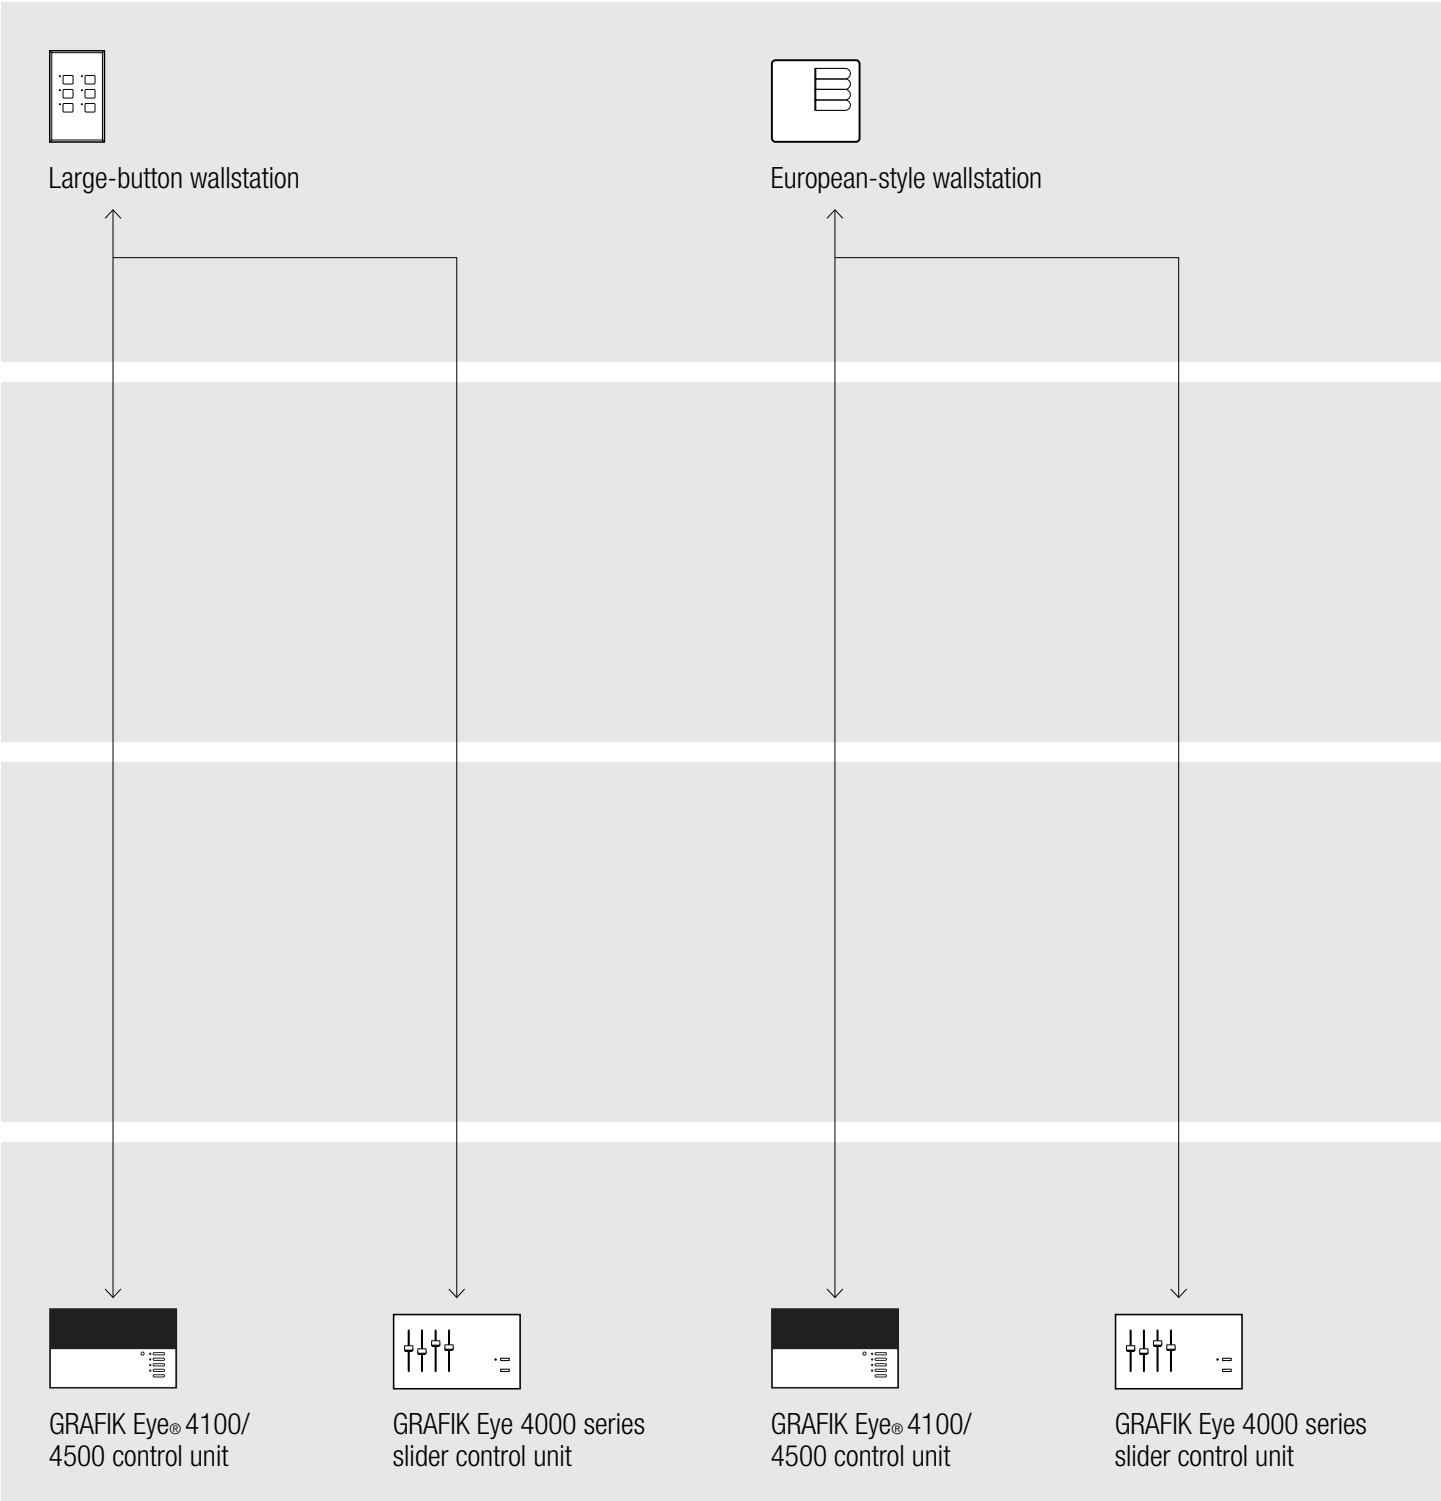 Large-button wallstation
European-style wallstation
GRAFIK Eye® 4100/
4500 control unit
GRAFIK Eye 4000 series
slider control unit
GRAFIK Eye® 4100/
4500 control unit
GRAFIK Eye 4000 series
slider control unit